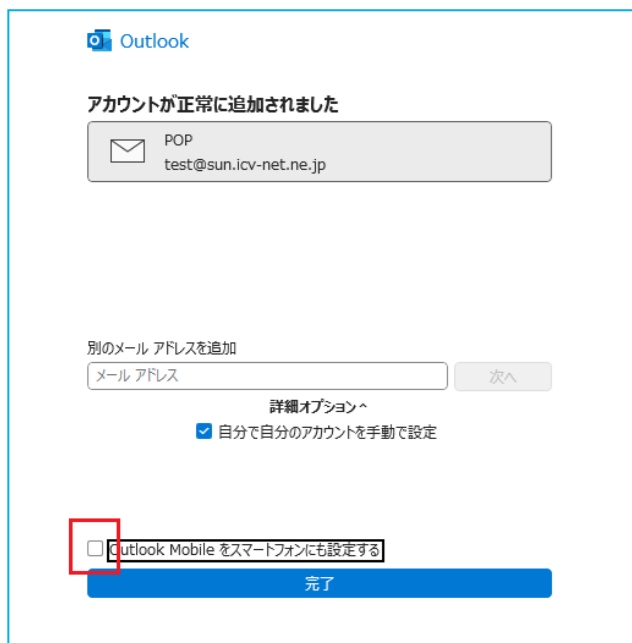 Outlook
アカウントが正常に追加されました
POP
test@sun.icv-net.ne.jp
別のメール アドレスを追加
メール アドレス
次へ
詳細オプション
自分で自分のアカウントを手動で設定
Outlook Mobile をスマートフォンにも設定する
完了